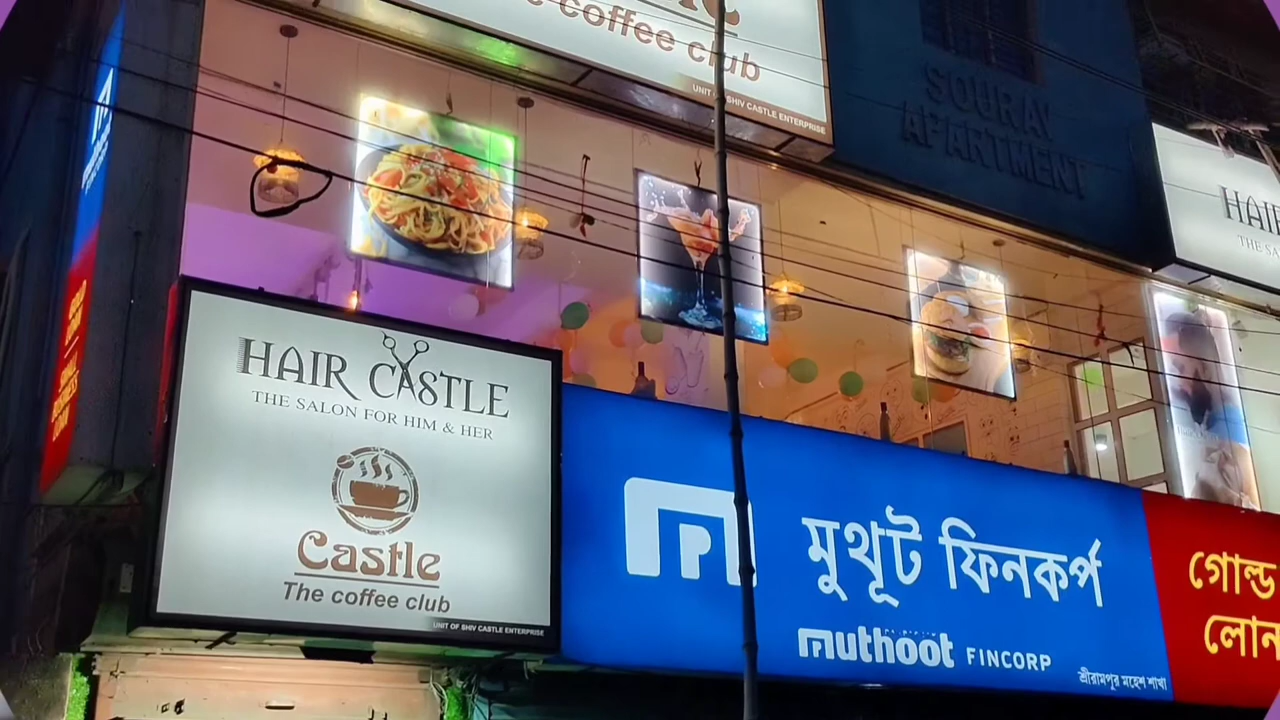 The coffee club
UNIT OF SHIV CASTLE ENTERPRISE
SOURAV
APARTMENT
HAIR
HAIR CASTLE
THE SALON FOR HIM & HER
Castle
The coffee club
UNIT OF SHIV CASTLE ENTERPRISE
মুথূট ফিনকর্প
muthoot FINCORP
শ্রীরামপুর মহেশ শাখা
গোল্ড
লোন